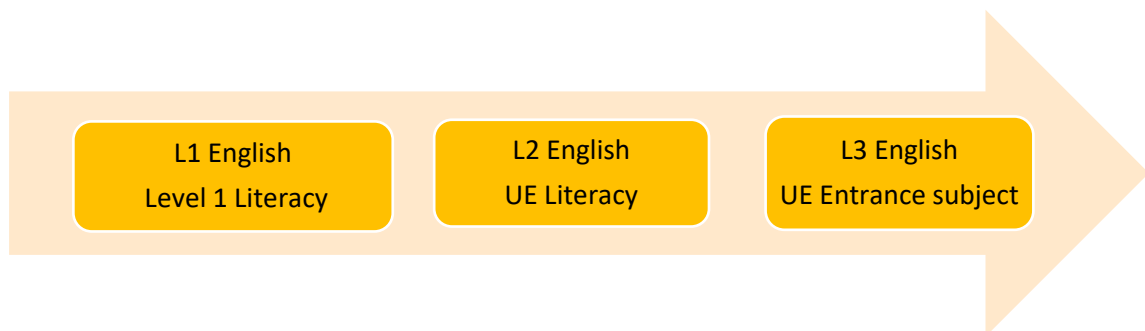 L1 English
Level 1 Literacy
L2 English
UE Literacy
L3 English
UE Entrance subject